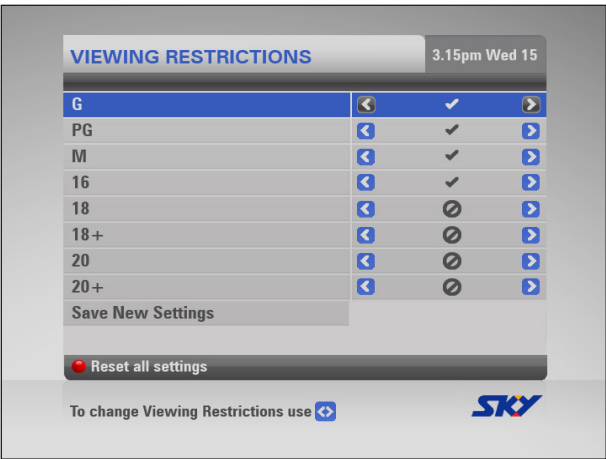 VIEWING RESTRICTIONS 3.15pm Wed 15
G
PG
M
16
18
18+
20
20+
Save New Settings
Reset all settings
To change Viewing Restrictions use
SKY